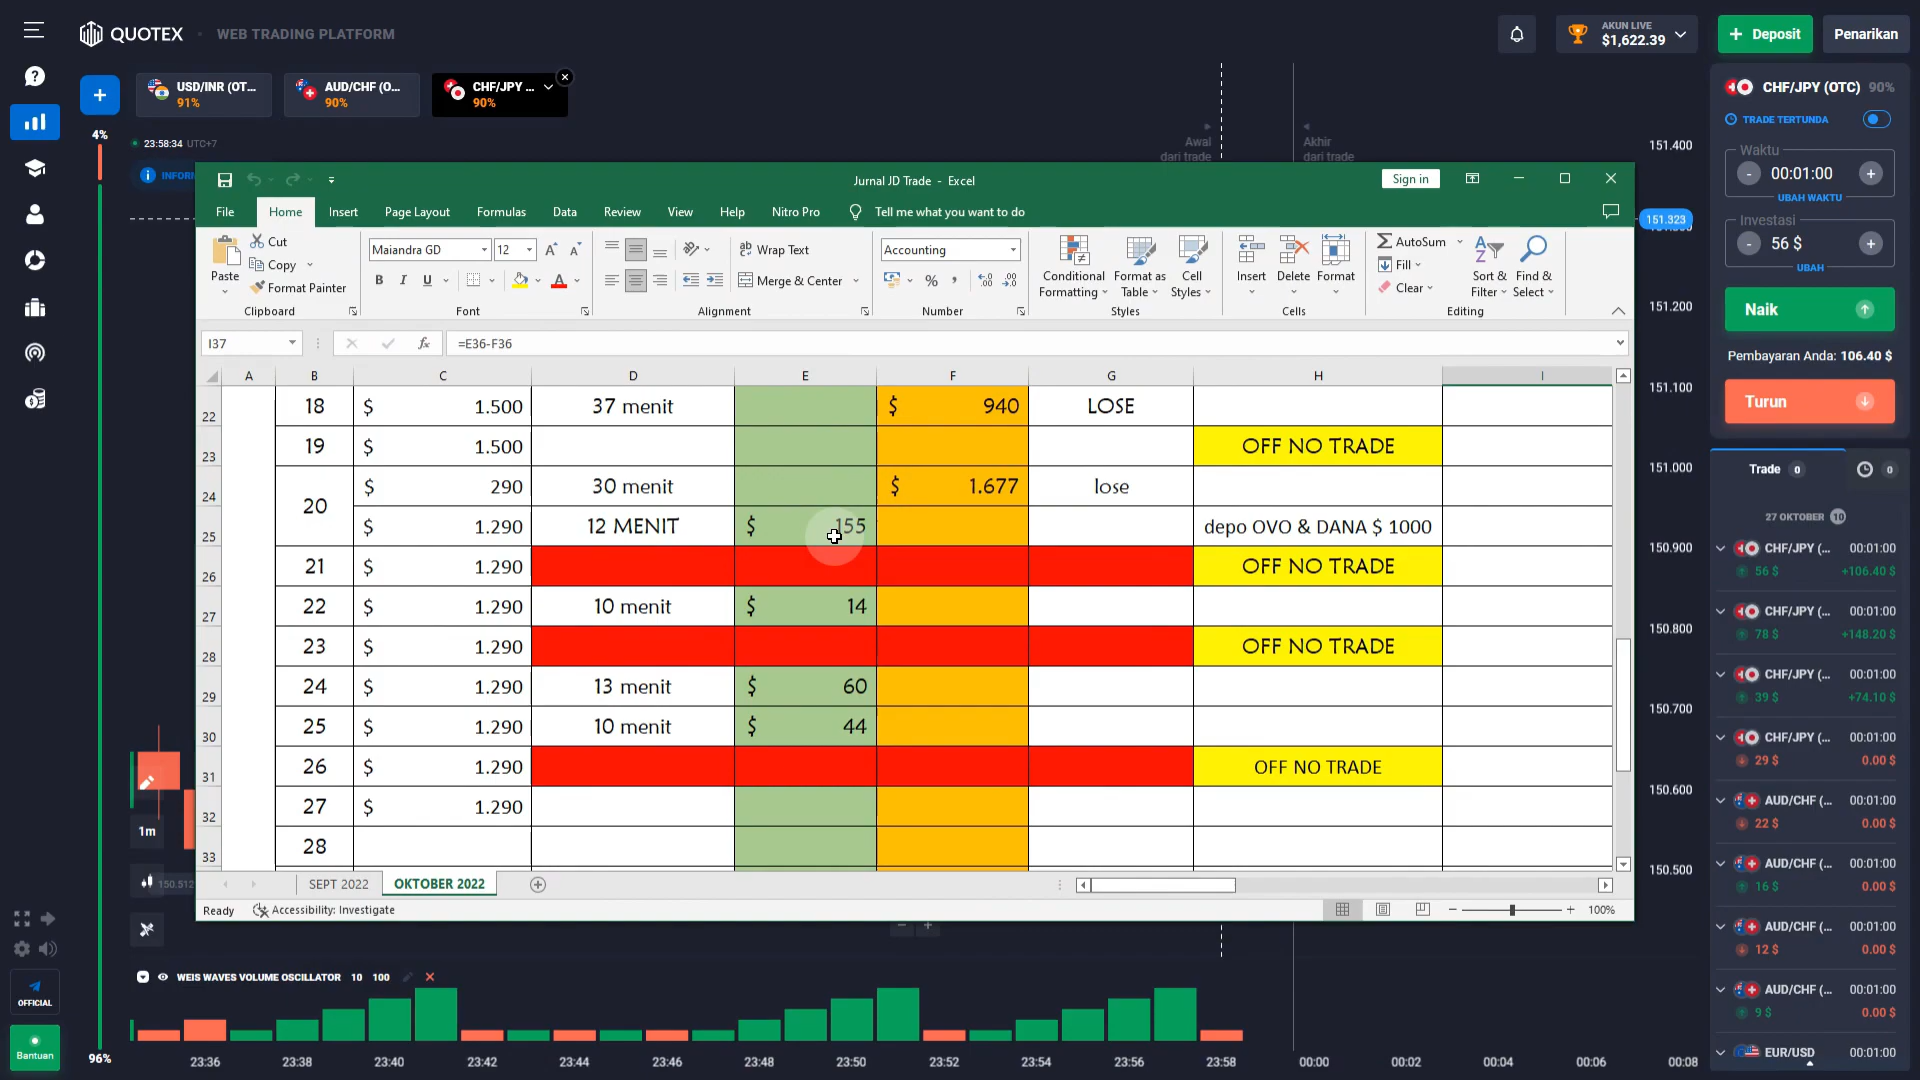 QUOTEX
WEB TRADING PLATFORM
AKUN LIVE
$1,622.39
Deposit
Penarikan
USD/INR (OT...
91%
AUD/CHF (O...
90%
CHF/JPY ...
90%
4%
23:58:34 UTC+7
Awal
dari trade
Akhir
dari trade
CHF/JPY (OTC) 90%
TRADE TERTUNDA
Waktu
00:01:00
UBAH WAKTU
Investasi
56 $
UBAH
Naik
Pembayaran Anda: 106.40 $
Turun
Jurnal JD Trade - Excel
Sign in
File Home Insert Page Layout Formulas Data Review View Help Nitro Pro Tell me what you want to do
Paste
Cut
Copy
Format Painter
Clipboard
Maiandra GD 12
B I U
Font
Wrap Text
Merge & Center
Alignment
Accounting
Number
Conditional
Formatting
Format as
Table
Cell
Styles
Styles
Insert Delete Format
Cells
AutoSum
Fill
Clear
Sort &
Filter
Find &
Select
Editing
I37
=E36-F36
A B C D E F G H I
22 18 $ 1.500 37 menit $ 940 LOSE
23 19 $ 1.500 OFF NO TRADE
24 20 $ 290 30 menit $ 1.677 lose
25 $ 1.290 12 MENIT $ 155 depo OVO & DANA $ 1000
26 21 $ 1.290 OFF NO TRADE
27 22 $ 1.290 10 menit $ 14
28 23 $ 1.290 OFF NO TRADE
29 24 $ 1.290 13 menit $ 60
30 25 $ 1.290 10 menit $ 44
31 26 $ 1.290 OFF NO TRADE
32 27 $ 1.290
33 28
SEPT 2022 OKTOBER 2022
Ready Accessibility: Investigate
100%
151.400
151.323
151.200
151.100
151.000
150.900
150.800
150.700
150.600
150.500
1m
150.512
OFFICIAL
Bantuan
96%
WEIS WAVES VOLUME OSCILLATOR 10 100
23:36 23:38 23:40 23:42 23:44 23:46 23:48 23:50 23:52 23:54 23:56 23:58 00:00 00:02 00:04 00:06 00:08
Trade 0 0
27 OKTOBER 10
CHF/JPY (... 00:01:00
56 $ +106.40 $
CHF/JPY (... 00:01:00
78 $ +148.20 $
CHF/JPY (... 00:01:00
39 $ +74.10 $
CHF/JPY (... 00:01:00
29 $ 0.00 $
AUD/CHF (... 00:01:00
22 $ 0.00 $
AUD/CHF (... 00:01:00
16 $ 0.00 $
AUD/CHF (... 00:01:00
12 $ 0.00 $
AUD/CHF (... 00:01:00
9 $ 0.00 $
EUR/USD 00:01:00